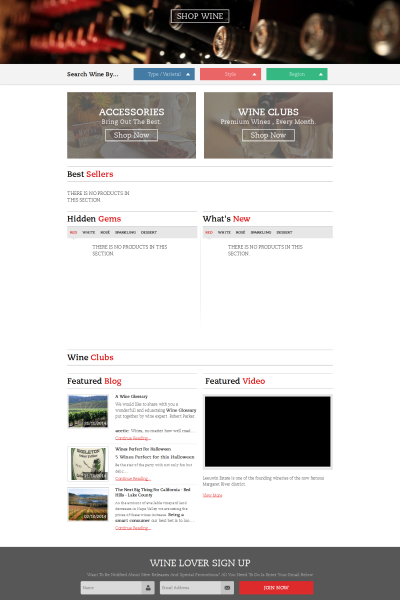 SHOP WINE
Search Wine By...
Type / Varietal
Style
Region
ACCESSORIES
Bring Out The Best.
Shop Now
WINE CLUBS
Premium Wines , Every Month.
Shop Now
Best Sellers
THERE IS NO PRODUCTS IN
THIS SECTION.
Hidden Gems
RED WHITE ROSÉ SPARKLING DESSERT
THERE IS NO PRODUCTS IN THIS
SECTION.
What's New
RED WHITE ROSÉ SPARKLING DESSERT
THERE IS NO PRODUCTS IN THIS
SECTION.
Wine Clubs
Featured Blog
A Wine Glossary
We would like to share with you a
wonderfull and educating Wine Glossary
put together by wine expert Robert Parker.
aacetic: Wines, no matter how well mad...
Continue Reading...
Wines Perfect For Halloween
5 Wines Perfect for this Halloween
Be the star of the party with not only the but
Continue Reading...
The Next Big Thing For California - Red
Hills - Lake County
As the amount of available vineyard land
decreases in Napa Valley we are seeing the
prices of these wines increase. Being a
smart consumer our best bet is to loo...
Continue Reading...
Featured Video
Leeuwin Estate is one of the founding wineries of the now famous
Margaret River district.
View More
WINE LOVER SIGN UP
Want To Be Notified About New Releases And Special Promotions? All You Need To Do Is Enter Your Email Below
Name
Email Address
JOIN NOW